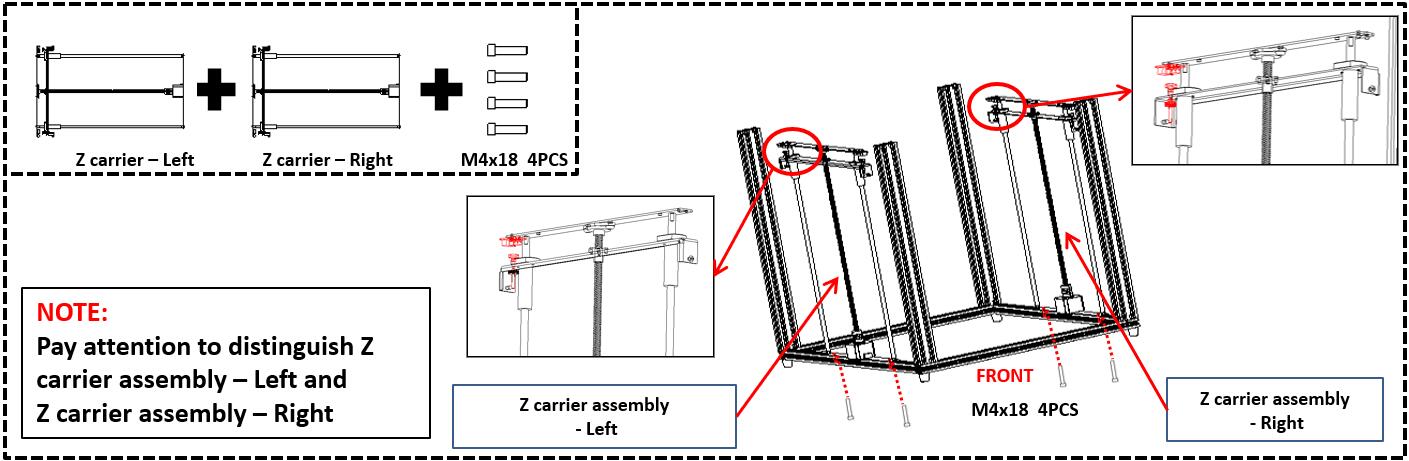 Z carrier – Left
Z carrier – Right
M4x18 4PCS
NOTE:
Pay attention to distinguish Z
carrier assembly – Left and
Z carrier assembly – Right
Z carrier assembly
- Left
FRONT
M4x18 4PCS
Z carrier assembly
- Right